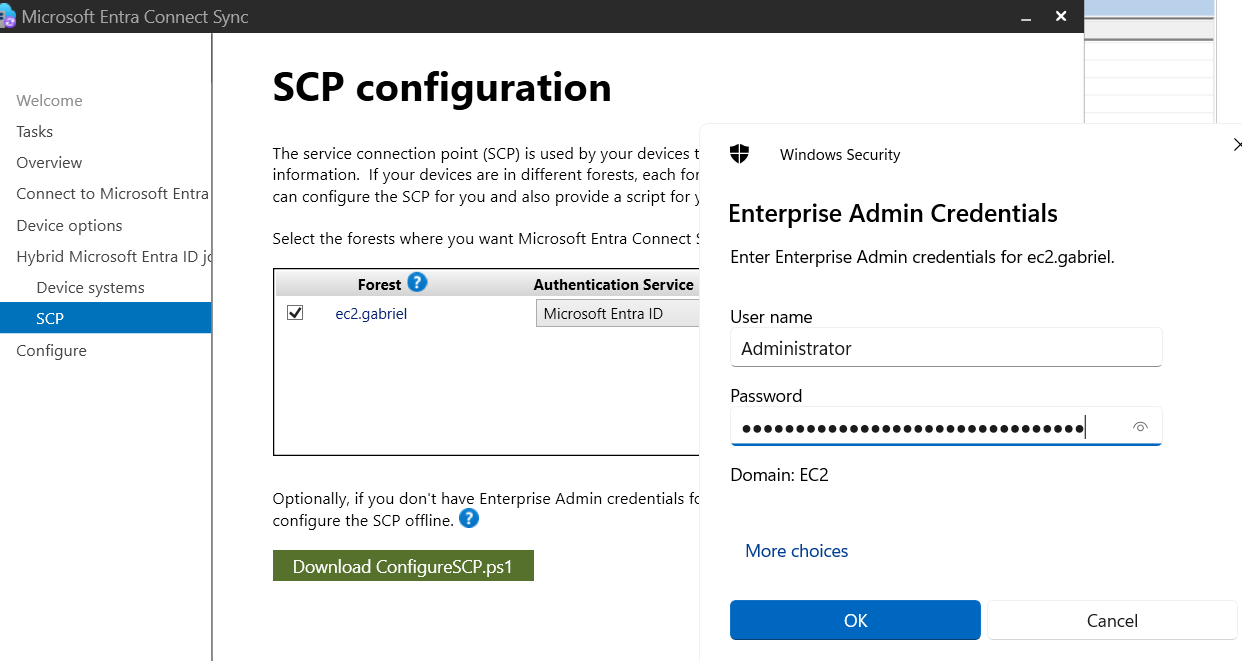 Microsoft Entra Connect Sync
Welcome
Tasks
Overview
Connect to Microsoft Entra
Device options
Hybrid Microsoft Entra ID jo
Device systems
SCP
Configure
SCP configuration
The service connection point (SCP) is used by your devices t
information. If your devices are in different forests, each for
can configure the SCP for you and also provide a script for y
Select the forests where you want Microsoft Entra Connect S
Forest ? Authentication Service
ec2.gabriel Microsoft Entra ID
Optionally, if you don't have Enterprise Admin credentials fo
configure the SCP offline. ?
Download ConfigureSCP.ps1
Windows Security
Enterprise Admin Credentials
Enter Enterprise Admin credentials for ec2.gabriel.
User name
Administrator
Password
Domain: EC2
More choices
OK Cancel